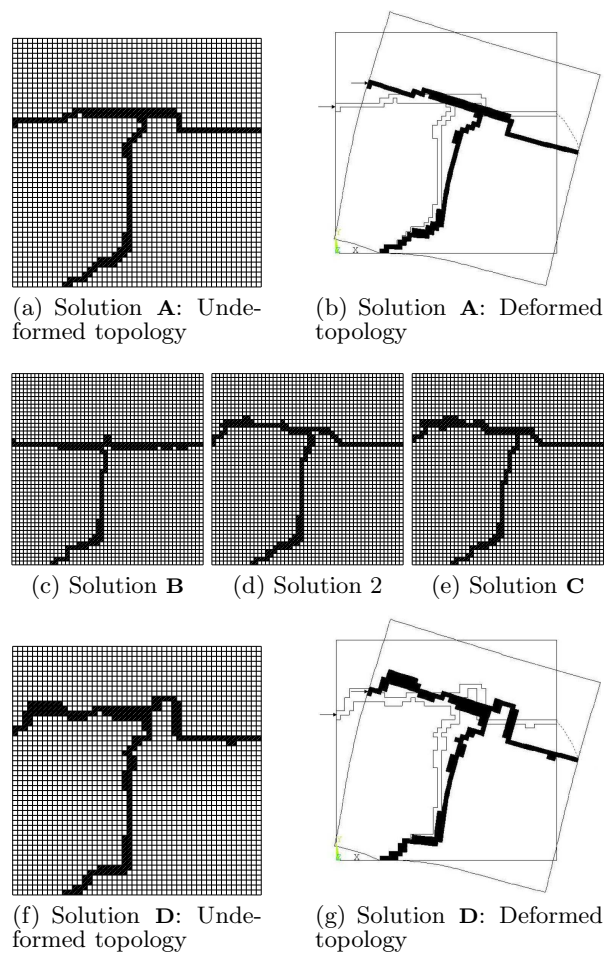 (a) Solution A: Unde-
formed topology
X
(b) Solution A: Deformed
topology
(c) Solution B
(d) Solution 2
(e) Solution C
(f) Solution D: Unde-
formed topology
X
(g) Solution D: Deformed
topology